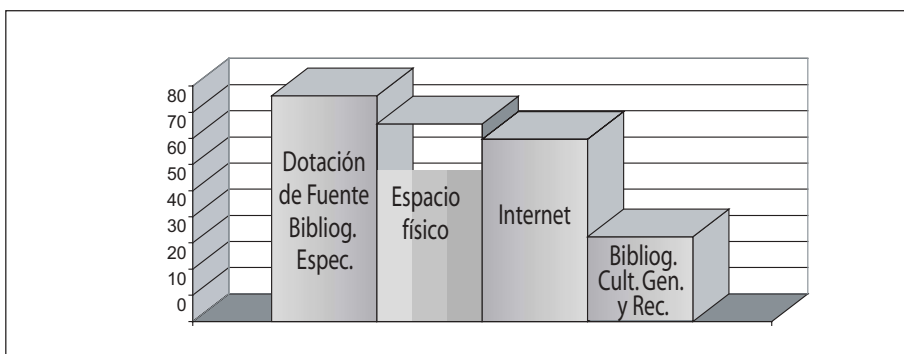 80
70
60
50
40
30
20
10
0
Dotación
de Fuente
Bibliog.
Espec.
Espacio
físico
Internet
Bibliog.
Cult. Gen.
y Rec.